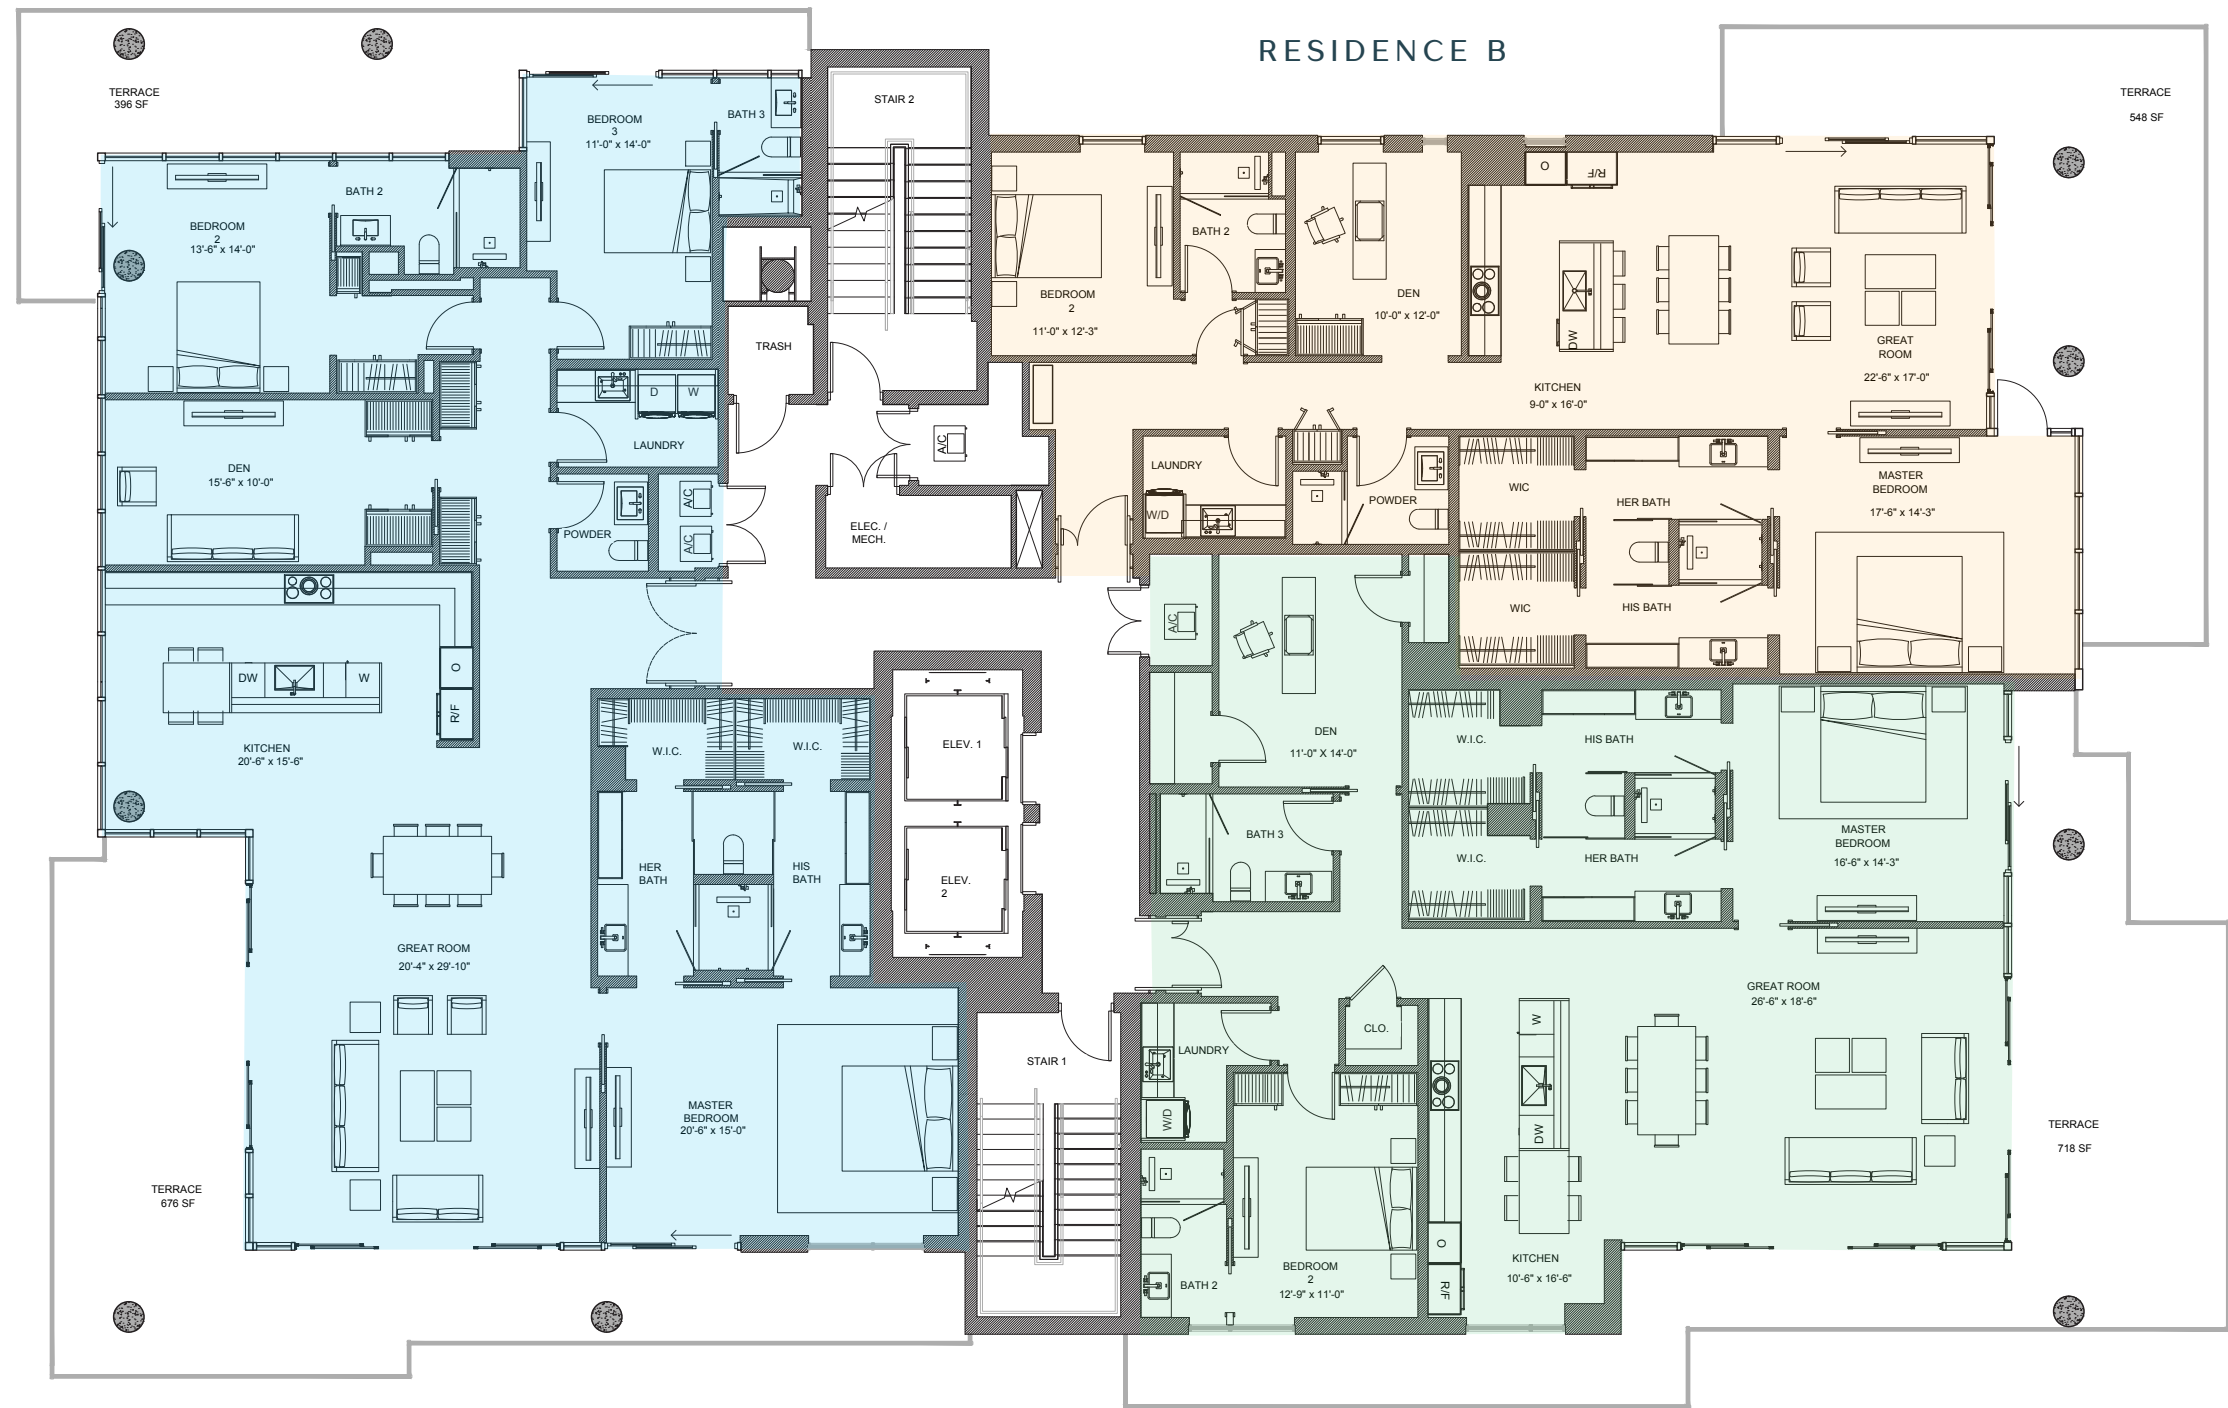 RESIDENCE B
TERRACE
396 SF
BEDROOM
3
11'-0" x 14'-0"
BATH 3
BATH 2
BEDROOM
2
13'-6" x 14'-0"
DEN
15'-6" x 10'-0"
D
W
LAUNDRY
POWDER
A/C
A/C
DW
W
O
R/F
KITCHEN
20'-6" x 15'-6"
W.I.C.
W.I.C.
HER
BATH
HIS
BATH
GREAT ROOM
20'-4" x 29'-10"
MASTER
BEDROOM
20'-6" x 15'-0"
TERRACE
676 SF
STAIR 2
TRASH
A/C
ELEC. /
MECH.
ELEV. 1
ELEV.
2
STAIR 1
TERRACE
548 SF
BEDROOM
2
11'-0" x 12'-3"
BATH 2
DEN
10'-0" x 12'-0"
O
R/F
DW
KITCHEN
9'-0" x 16'-0"
GREAT
ROOM
22'-6" x 17'-0"
LAUNDRY
W/D
POWDER
WIC
HER BATH
MASTER
BEDROOM
17'-6" x 14'-3"
WIC
HIS BATH
A/C
DEN
11'-0" X 14'-0"
W.I.C.
HIS BATH
BATH 3
W.I.C.
HER BATH
MASTER
BEDROOM
16'-6" x 14'-3"
GREAT ROOM
26'-6" x 18'-6"
CLO.
LAUNDRY
W/D
W
DW
BATH 2
BEDROOM
2
12'-9" x 11'-0"
O
R/F
KITCHEN
10'-6" x 16'-6"
TERRACE
718 SF